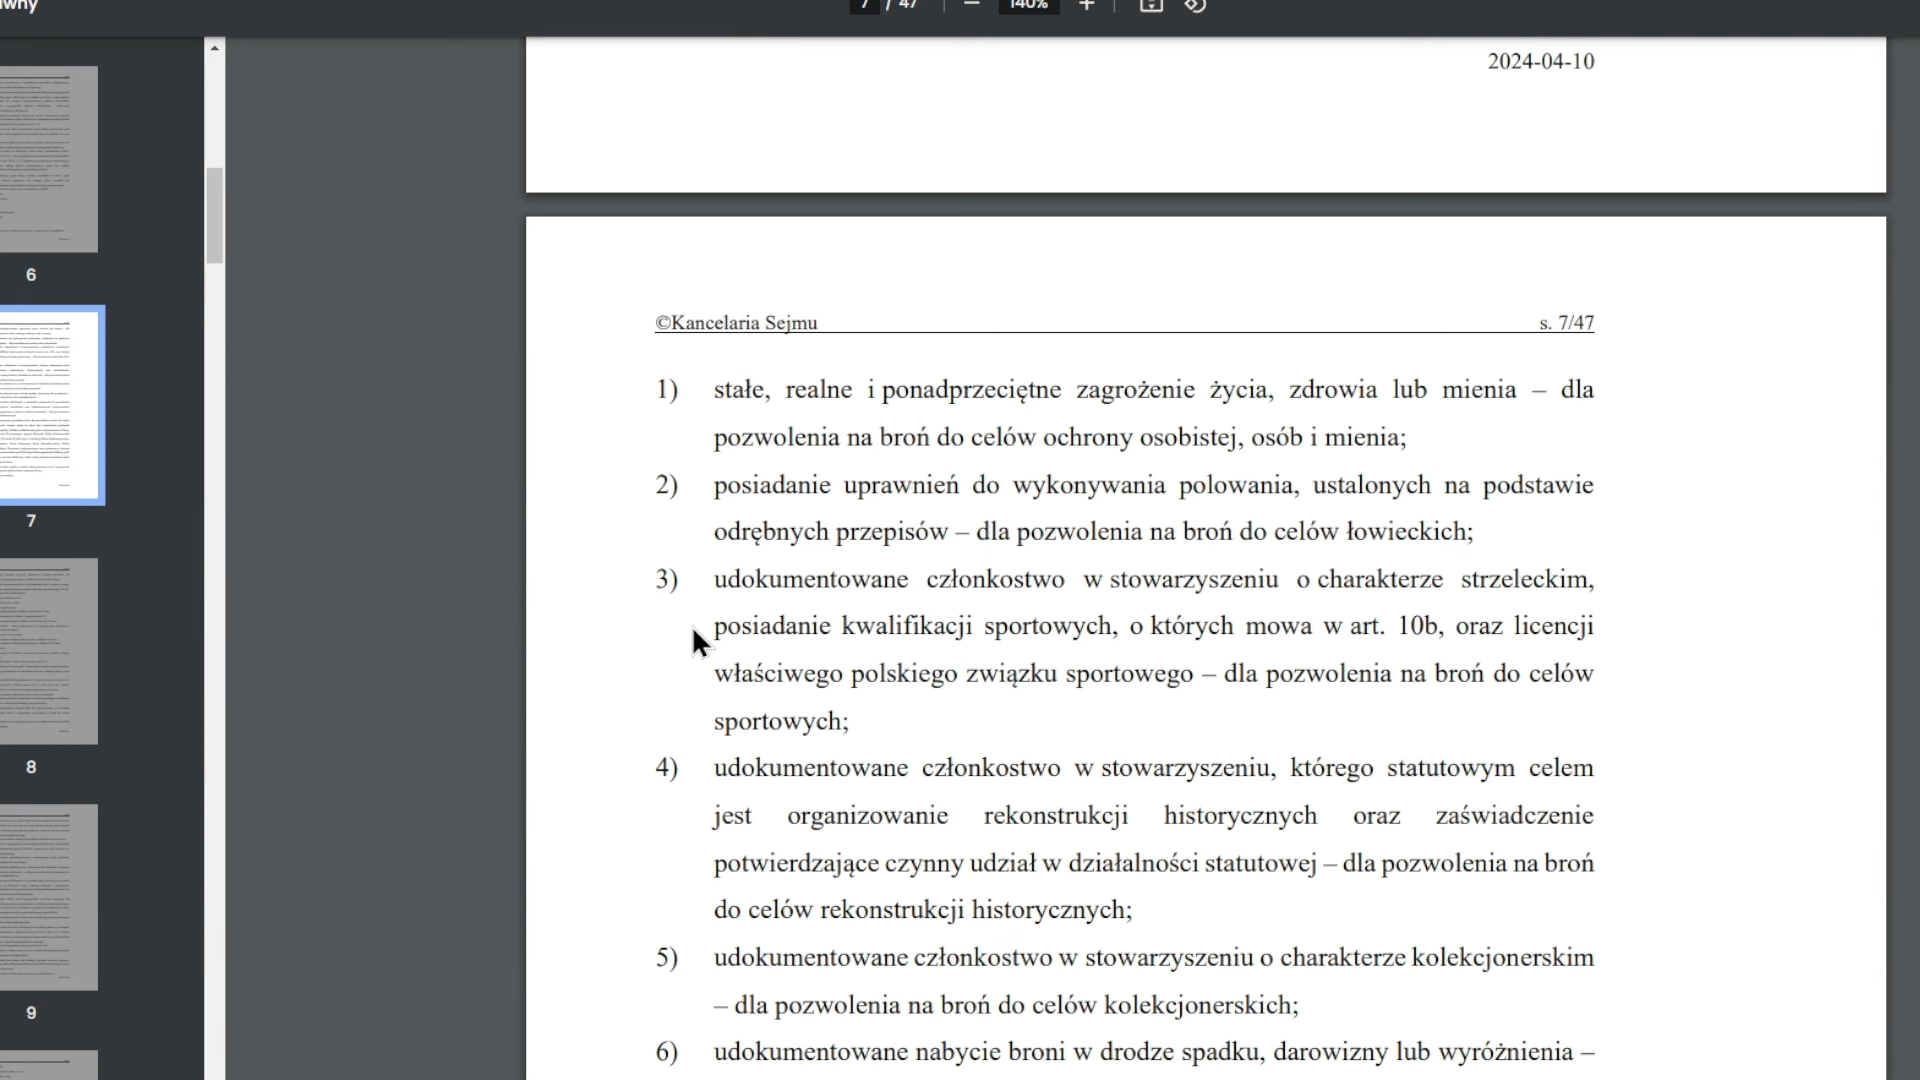 7 / 47
140%
2024-04-10
6
7
8
9
©Kancelaria Sejmu
s. 7/47
1) stałe, realne i ponadprzeciętne zagrożenie życia, zdrowia lub mienia – dla
pozwolenia na broń do celów ochrony osobistej, osób i mienia;
2) posiadanie uprawnień do wykonywania polowania, ustalonych na podstawie
odrębnych przepisów – dla pozwolenia na broń do celów łowieckich;
3) udokumentowane członkostwo w stowarzyszeniu o charakterze strzeleckim,
posiadanie kwalifikacji sportowych, o których mowa w art. 10b, oraz licencji
właściwego polskiego związku sportowego – dla pozwolenia na broń do celów
sportowych;
4) udokumentowane członkostwo w stowarzyszeniu, którego statutowym celem
jest organizowanie rekonstrukcji historycznych oraz zaświadczenie
potwierdzające czynny udział w działalności statutowej – dla pozwolenia na broń
do celów rekonstrukcji historycznych;
5) udokumentowane członkostwo w stowarzyszeniu o charakterze kolekcjonerskim
– dla pozwolenia na broń do celów kolekcjonerskich;
6) udokumentowane nabycie broni w drodze spadku, darowizny lub wyróżnienia –